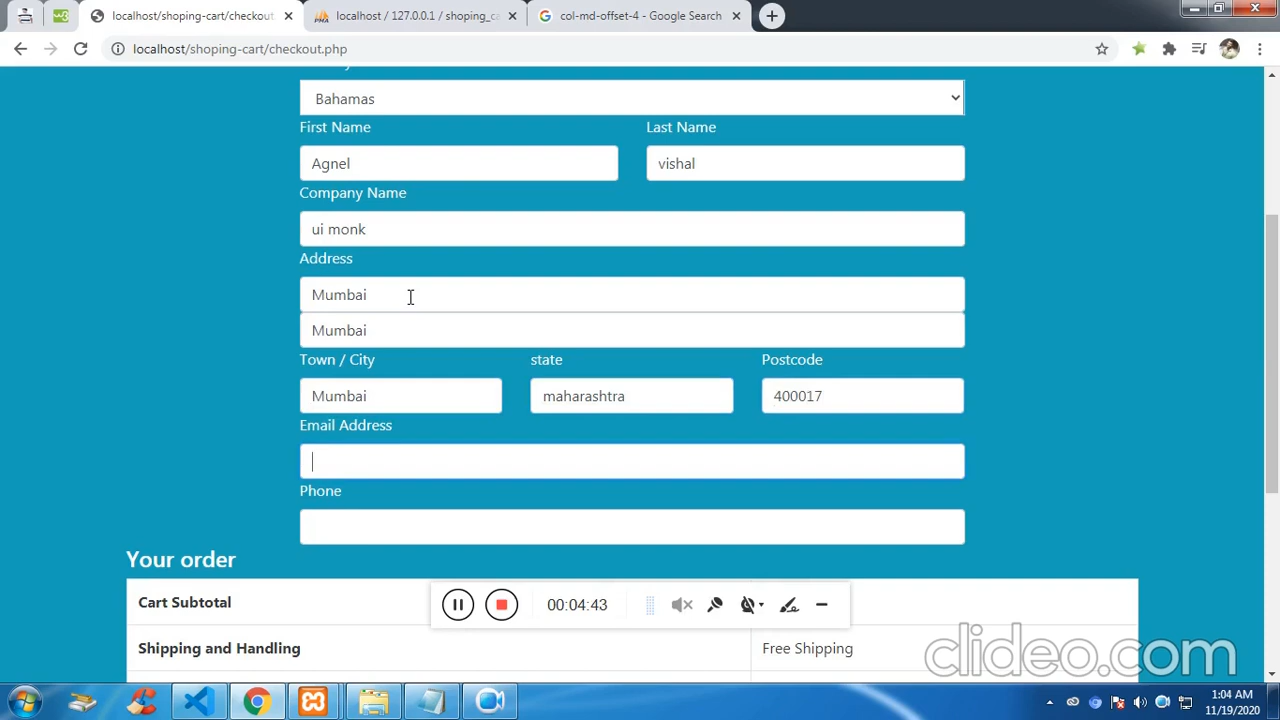 localhost/shoping-cart/checkout.
localhost / 127.0.0.1 / shoping_ca
col-md-offset-4 - Google Search
localhost/shoping-cart/checkout.php
Bahamas
First Name
Last Name
Agnel
vishal
Company Name
ui monk
Address
Mumbai
Mumbai
Town / City
state
Postcode
Mumbai
maharashtra
400017
Email Address
Phone
Your order
Cart Subtotal
00:04:43
Shipping and Handling
Free Shipping
clideo.com
1:04 AM
11/19/2020